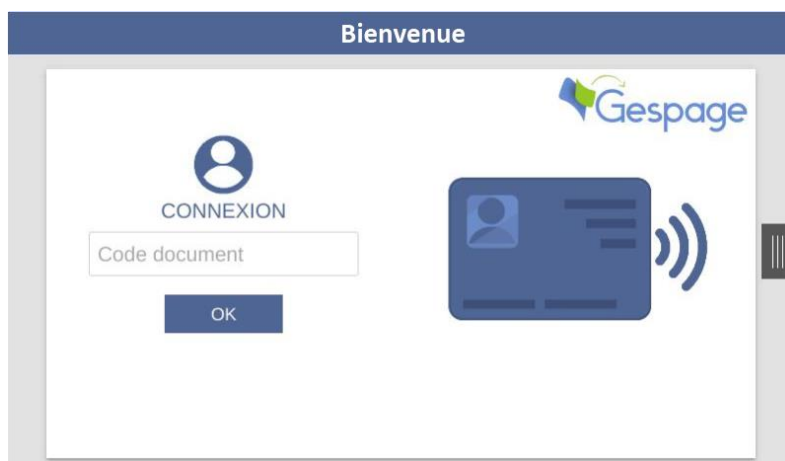 Bienvenue
Gespage
CONNEXION
Code document
OK